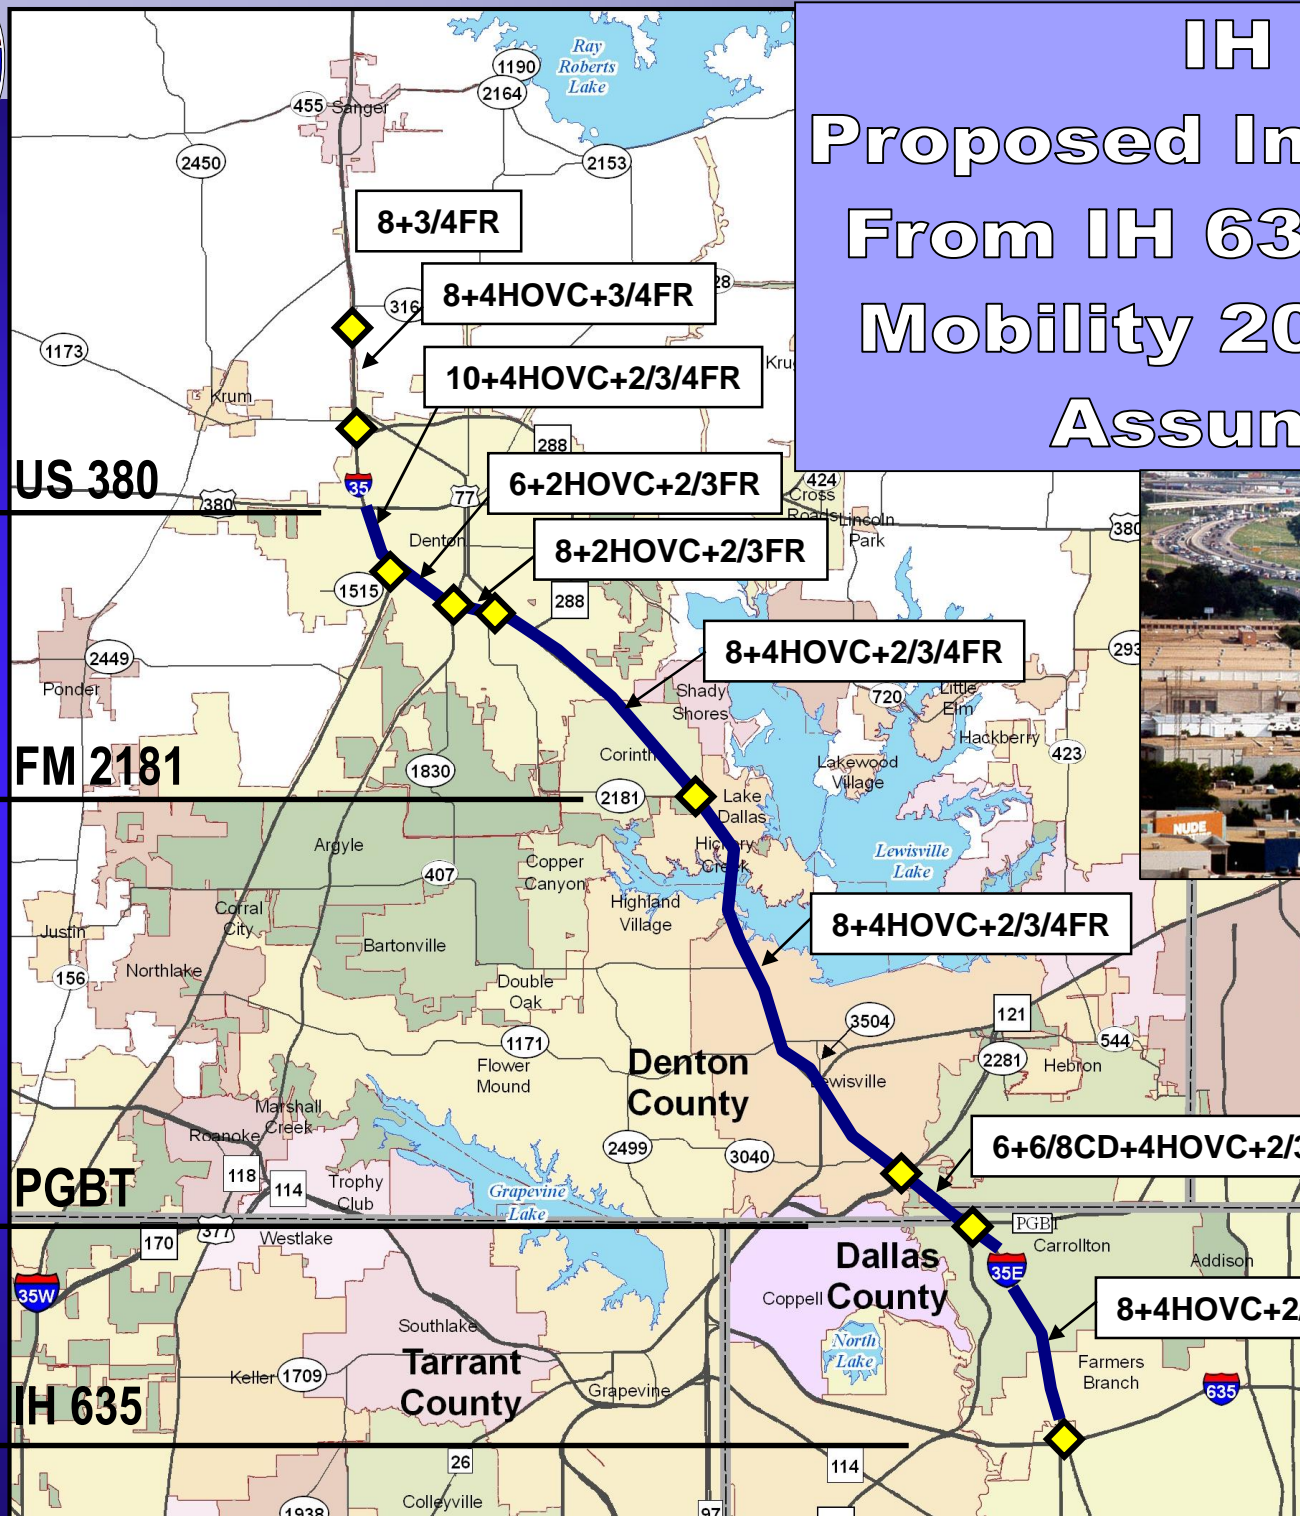 IH
Proposed In
From IH 63
Mobility 20
Assun
Ray
Roberts
Lake
1190
2164
455
Sanger
2450
2153
8+3/4FR
8+4HOVC+3/4FR
316
28
1173
10+4HOVC+2/3/4FR
Krum
288
US 380
35
77
6+2HOVC+2/3FR
424
Cross
Roads
Lincoln
Park
380
380
Denton
8+2HOVC+2/3FR
1515
288
2449
Ponder
8+4HOVC+2/3/4FR
293
Shady
Shores
720
Little
Elm
Hackberry
423
Corinth
Lakewood
Village
FM 2181
1830
2181
Lake
Dallas
NUDE
Argyle
Hickory
Creek
Lewisville
Lake
Copper
Canyon
407
Corral
City
Highland
Village
8+4HOVC+2/3/4FR
Justin
Bartonville
156
Northlake
Double
Oak
121
3504
1171
544
Flower
Mound
Denton
County
2281
Hebron
Lewisville
Marshall
Creek
Roanoke
2499
3040
6+6/8CD+4HOVC+2/3
118
114
Trophy
Club
PGBT
Grapevine
Lake
377
PGBT
170
Westlake
Carrollton
Dallas
County
Addison
35E
35W
Coppell
8+4HOVC+2/
Southlake
North
Lake
Tarrant
County
Keller
1709
Grapevine
Farmers
Branch
635
IH 635
26
114
Colleyville
1938
97